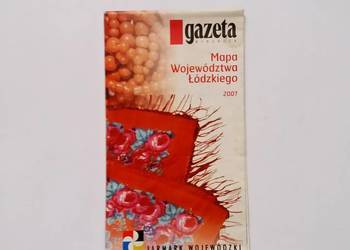 gazeta
Mapa
Województwa
Łódzkiego
2007
JARMARK WOJEWÓDZKI